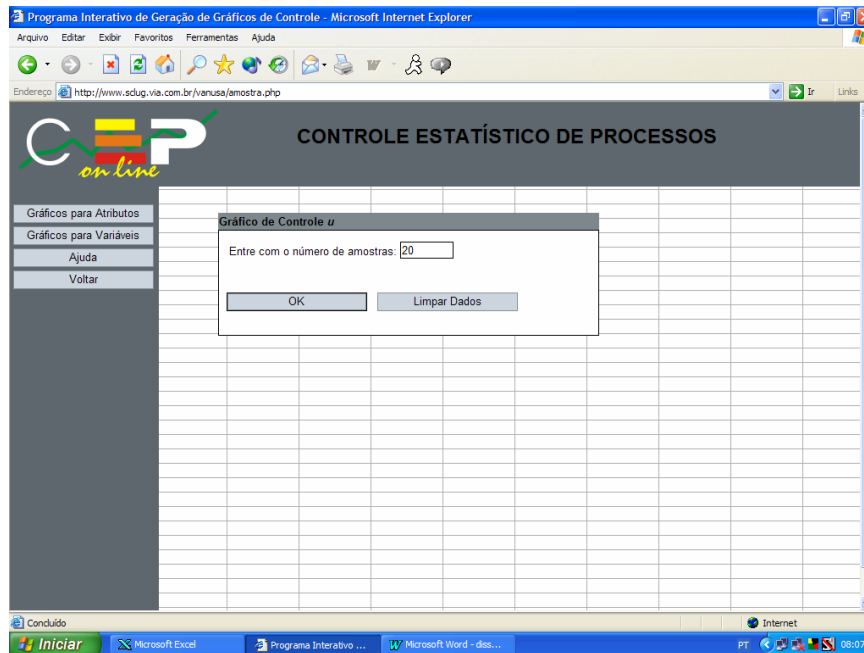 Programa Interativo de Geração de Gráficos de Controle - Microsoft Internet Explorer
Arquivo Editar Exibir Favoritos Ferramentas Ajuda
Endereço http://www.sdug.via.com.br/vanusa/amostra.php Ir Links
CEP
on line
CONTROLE ESTATÍSTICO DE PROCESSOS
Gráficos para Atributos
Gráficos para Variáveis
Ajuda
Voltar
Gráfico de Controle u
Entre com o número de amostras: 20
OK Limpar Dados
Concluído Internet
Iniciar Microsoft Excel Programa Interativo ... Microsoft Word - diss... PT 08:07